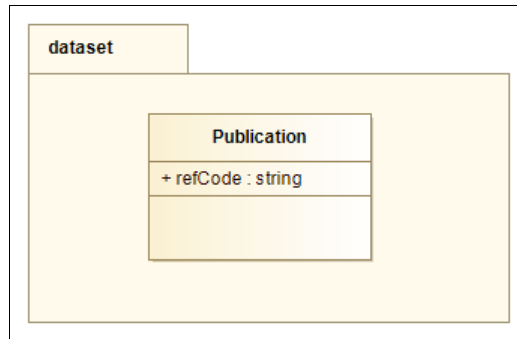 dataset
Publication
+ refCode : string